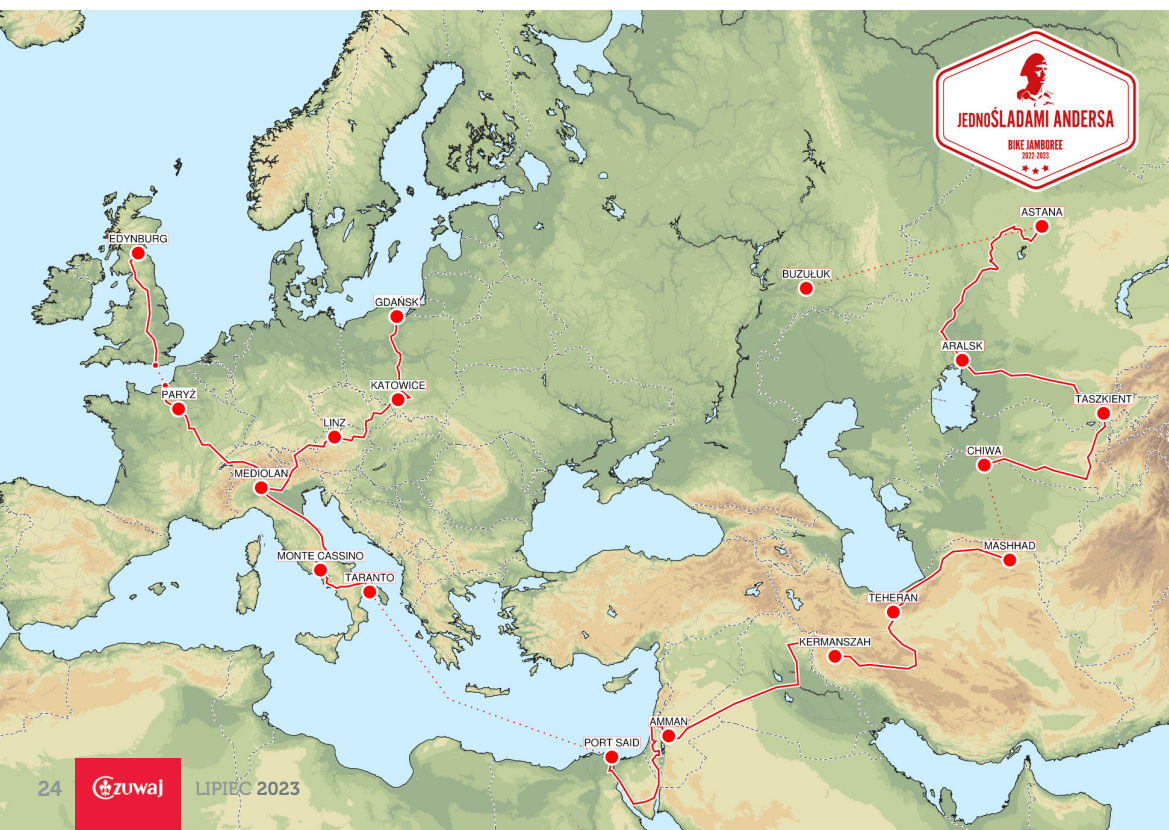 JEDNOŚLADAMI ANDERSA
BIKE JAMBOREE
2022-2023
ASTANA
EDYNBURG
BUZUŁUK
GDAŃSK
ARALSK
KATOWICE
PARYŻ
TASZKIENT
LINZ
CHIWA
MEDIOLAN
MASHHAD
MONTE CASSINO
TARANTO
TEHERAN
KERMANSZAH
AMMAN
PORT SAID
24 czuwaj LIPIEC 2023